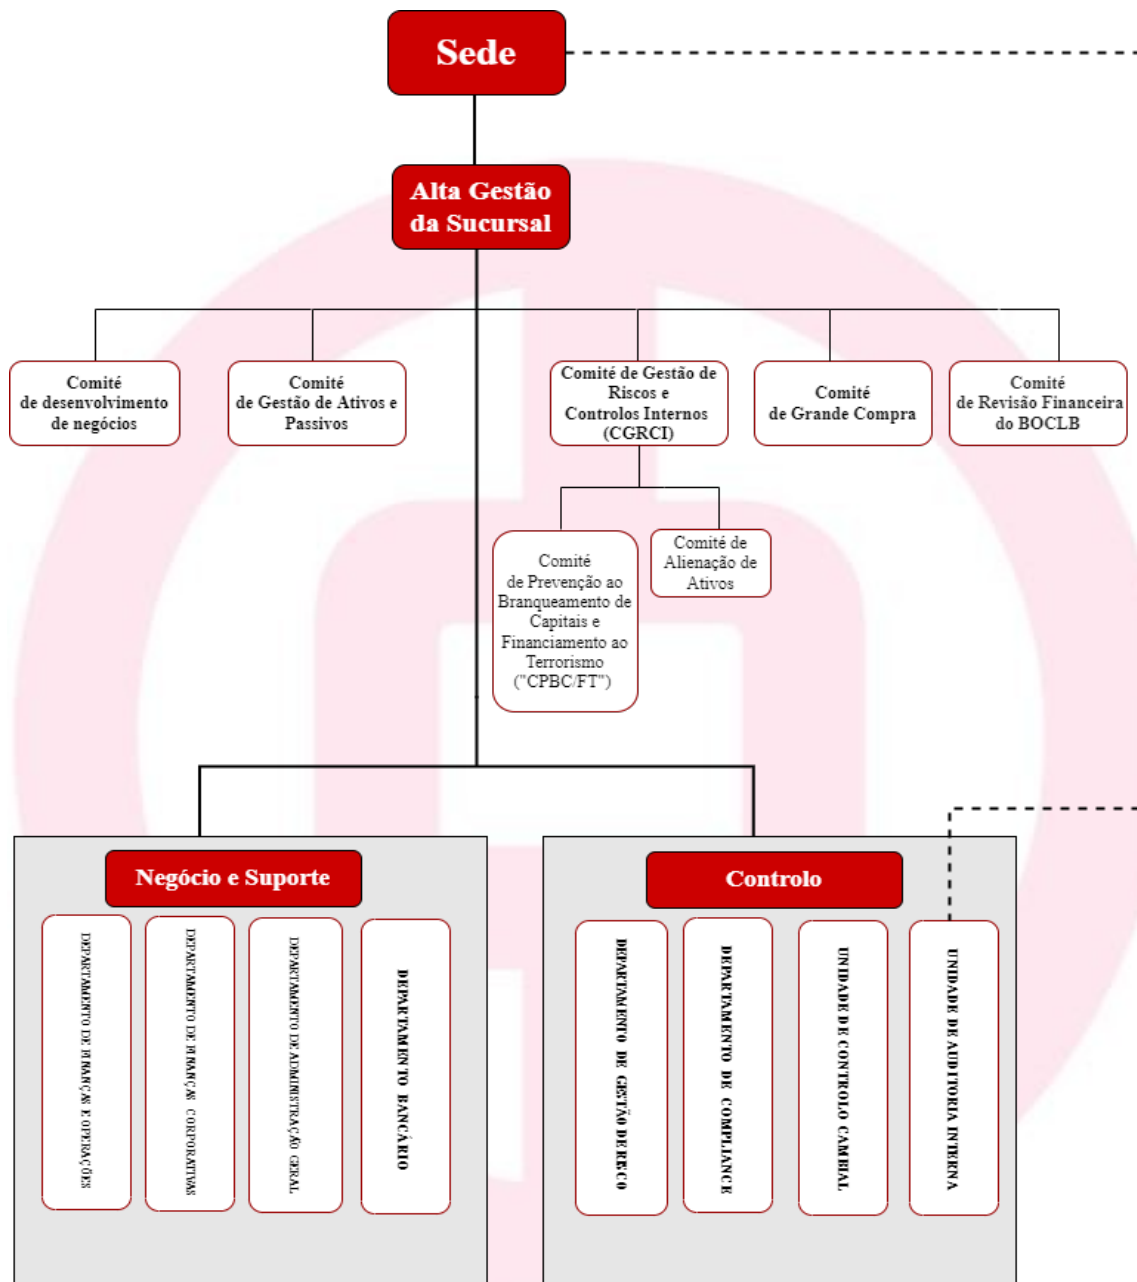 Sede
Alta Gestão
da Sucursal
Comité
de desenvolvimento
de negócios
Comité
de Gestão de Ativos e
Passivos
Comité de Gestão de
Riscos e
Controlos Internos
(CGRCI)
Comité
de Grande Compra
Comité
de Revisão Financeira
do BOCLB
Comité
de Prevenção ao
Branqueamento de
Capitais e
Financiamento ao
Terrorismo
("CPBC/FT")
Comité de
Alienação de
Ativos
Negócio e Suporte
DEPARTAMENTO DE FINANÇAS E OPERAÇÕES
DEPARTAMENTO DE FINANÇAS CORPORATIVAS
DEPARTAMENTO DE ADMINISTRAÇÃO GERAL
DEPARTAMENTO BANCÁRIO
Controlo
DEPARTAMENTO DE GESTÃO DE RISCO
DEPARTAMENTO DE COMPLIANCE
UNIDADE DE CONTROLO CAMBIAL
UNIDADE DE AUDITORIA INTERNA